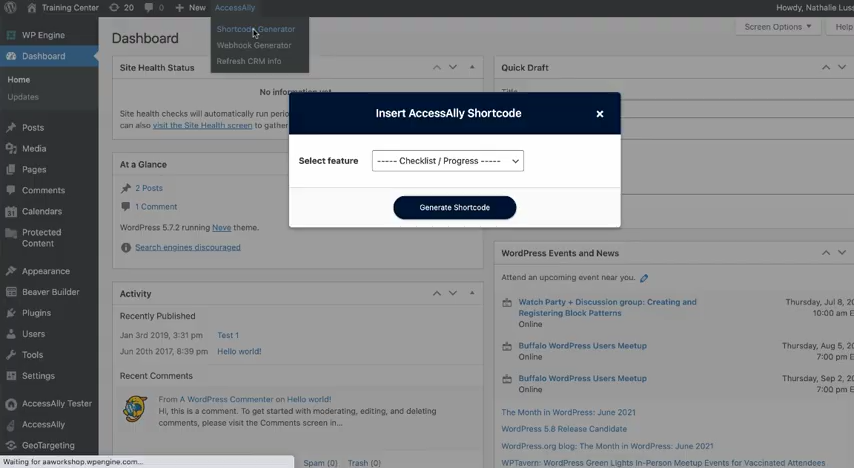 Training Center
20
0
New
AccessAlly
Howdy, Nathalie Luss
Shortcode Generator
Webhook Generator
Refresh CRM Info
Screen Options
Help
WP Engine
Dashboard
Home
Updates
Posts
Media
Pages
Comments
Calendars
Protected
Content
Appearance
Beaver Builder
Plugins
Users
Tools
Settings
AccessAlly Tester
AccessAlly
GeoTargeting
Dashboard
Site Health Status
No information yet
Site health checks will automatically run perio
can also visit the Site Health screen to gather
Insert AccessAlly Shortcode
Select feature
----- Checklist / Progress -----
Generate Shortcode
At a Glance
2 Posts
1 Comment
WordPress 5.7.2 running Neve theme.
Search engines discouraged
Activity
Recently Published
Jan 3rd 2019, 3:31 pm Test 1
Jun 20th 2017, 8:39 pm Hello world!
Recent Comments
From A WordPress Commenter on Hello world!
Hi, this is a comment. To get started with moderating, editing, and deleting
comments, please visit the Comments screen in…
Spam (0) Trash (0)
Quick Draft
Title
WordPress Events and News
Attend an upcoming event near you.
Watch Party + Discussion group: Creating and
Registering Block Patterns
Online
Thursday, Jul 8, 20
10:00 am E
Buffalo WordPress Users Meetup
Online
Thursday, Aug 5, 20
7:00 pm E
Buffalo WordPress Users Meetup
Online
Thursday, Sep 2, 20
7:00 pm E
The Month in WordPress: June 2021
WordPress 5.8 Release Candidate
WordPress.org blog: The Month in WordPress: June 2021
WPTavern: WordPress Green Lights In-Person Meetup Events for Vaccinated Attendees
Waiting for aaworkshop.wpengine.com...